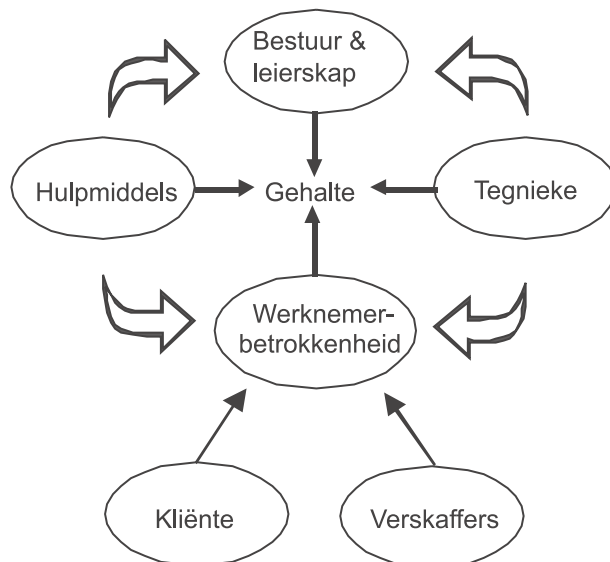 Bestuur &
leierskap
Hulpmiddels
Gehalte
Tegnieke
Werknemer-
betrokkenheid
Kliënte
Verskaffers